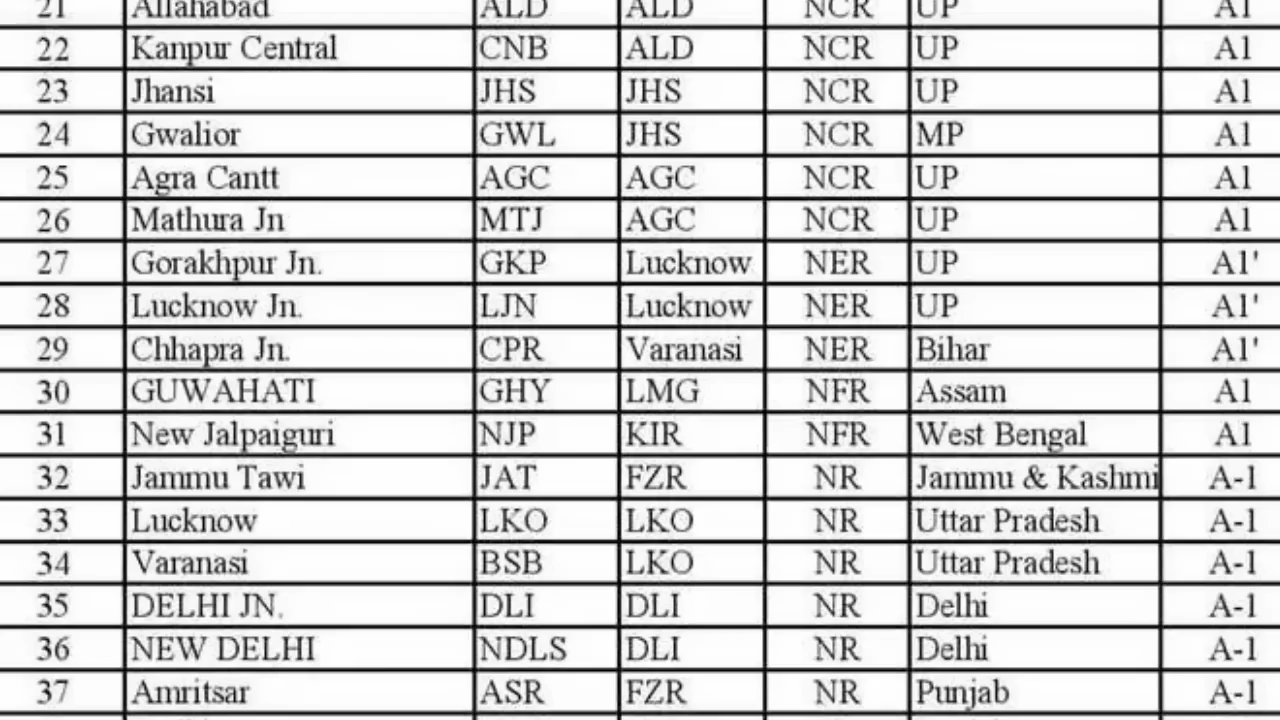 21 Allahabad ALD ALD NCR UP A1
22 Kanpur Central CNB ALD NCR UP A1
23 Jhansi JHS JHS NCR UP A1
24 Gwalior GWL JHS NCR MP A1
25 Agra Cantt AGC AGC NCR UP A1
26 Mathura Jn MTJ AGC NCR UP A1
27 Gorakhpur Jn. GKP Lucknow NER UP A1'
28 Lucknow Jn. LJN Lucknow NER UP A1'
29 Chhapra Jn. CPR Varanasi NER Bihar A1'
30 GUWAHATI GHY LMG NFR Assam A1
31 New Jalpaiguri NJP KIR NFR West Bengal A1
32 Jammu Tawi JAT FZR NR Jammu & Kashmi A-1
33 Lucknow LKO LKO NR Uttar Pradesh A-1
34 Varanasi BSB LKO NR Uttar Pradesh A-1
35 DELHI JN. DLI DLI NR Delhi A-1
36 NEW DELHI NDLS DLI NR Delhi A-1
37 Amritsar ASR FZR NR Punjab A-1